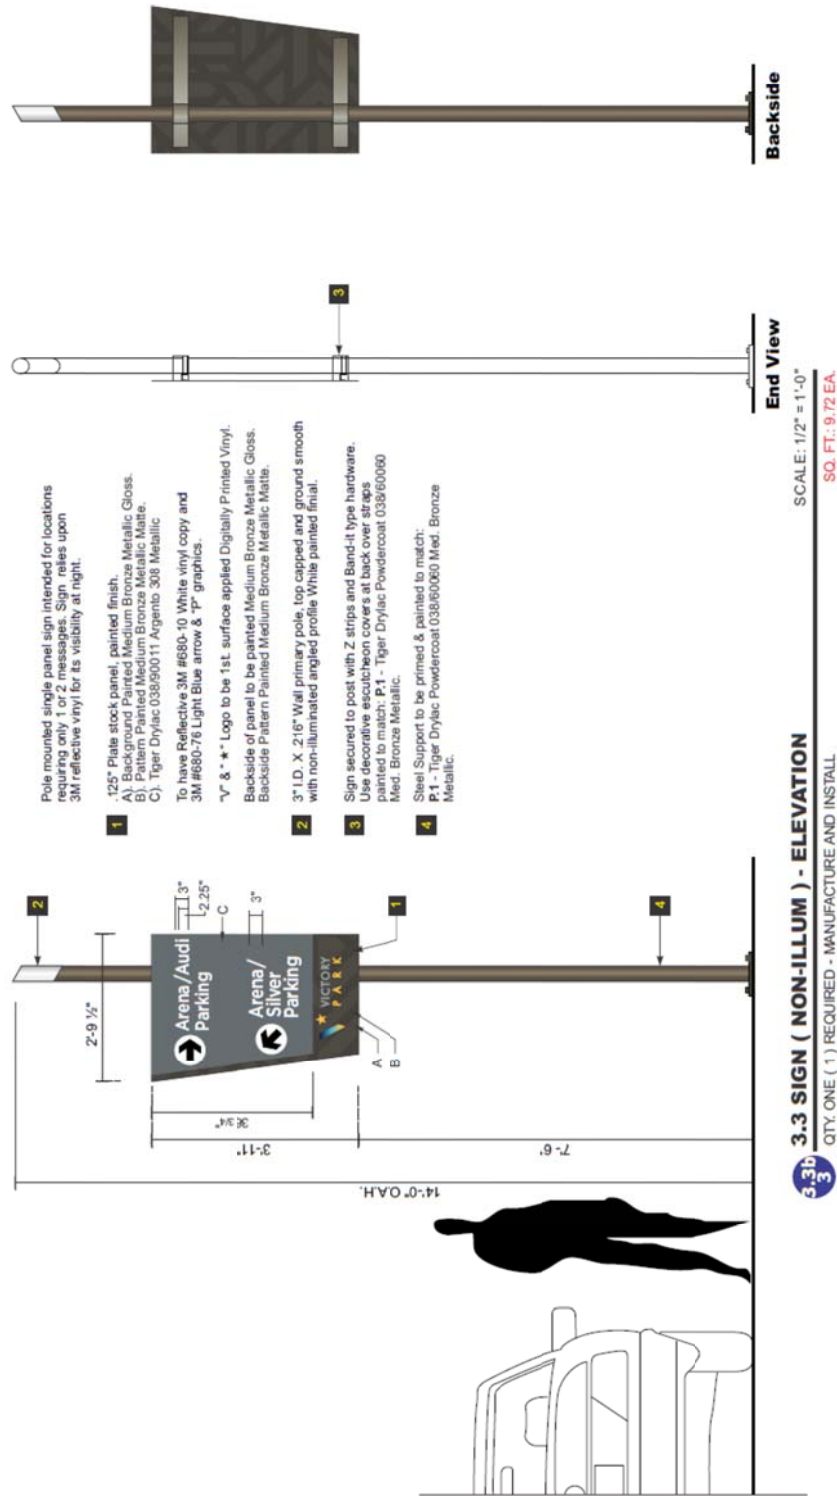 14'-0" O.A.H.
3'-11"
7'- 6"
36 3/4"
2'-9 ½"
2
3"
2.25"
C
3"
1
4
A
B
Arena/Audi
Parking
Arena/
Silver
Parking
VICTORY
PARK
Pole mounted single panel sign intended for locations
requiring only 1 or 2 messages. Sign relies upon
3M reflective vinyl for its visibility at night.
1
.125" Plate stock panel, painted finish.
A). Background Painted Medium Bronze Metallic Gloss.
B). Pattern Painted Medium Bronze Metallic Matte.
C). Tiger Drylac 038/90011 Argento 308 Metallic
To have Reflective 3M #680-10 White vinyl copy and
3M #680-76 Light Blue arrow & "P" graphics.
"V" & " ★" Logo to be 1st. surface applied Digitally Printed Vinyl.
Backside of panel to be painted Medium Bronze Metallic Gloss.
Backside Pattern Painted Medium Bronze Metallic Matte.
2
3" I.D. X .216" Wall primary pole, top capped and ground smooth
with non-illuminated angled profile White painted finial.
3
Sign secured to post with Z strips and Band-it type hardware.
Use decorative escutcheon covers at back over straps
painted to match: P.1 - Tiger Drylac Powdercoat 038/60060
Med. Bronze Metallic.
4
Steel Support to be primed & painted to match:
P.1 - Tiger Drylac Powdercoat 038/60060 Med. Bronze
Metallic.
3
End View
Backside
3.3b
3
3.3 SIGN ( NON-ILLUM ) - ELEVATION
SCALE: 1/2" = 1'-0"
QTY. ONE ( 1 ) REQUIRED - MANUFACTURE AND INSTALL
SQ. FT.: 9.72 EA.